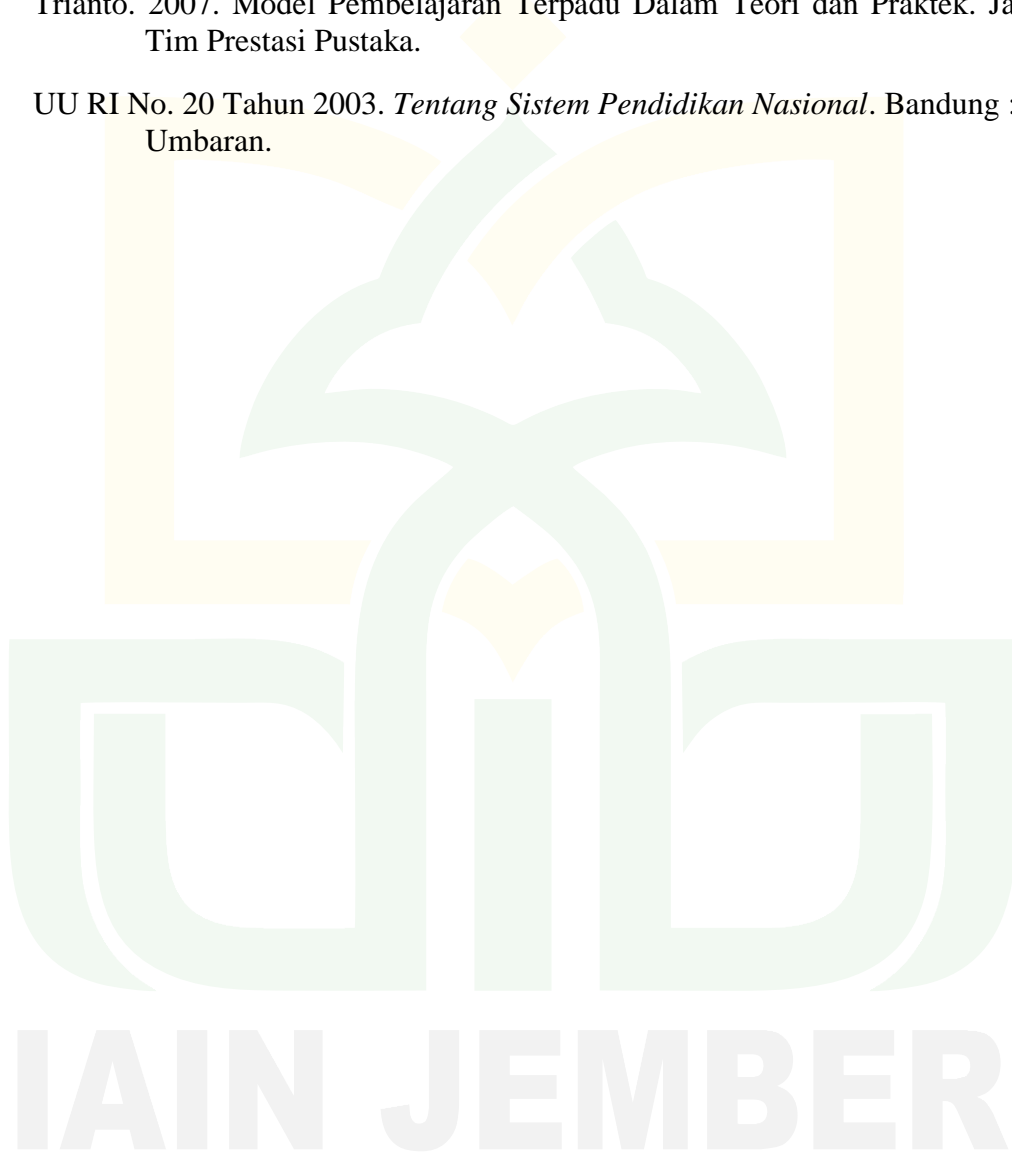 Trianto. 2007. Model Pembelajaran Terpadu Dalam Teori dan Praktek.
Tim Prestasi Pustaka.
UU RI No. 20 Tahun 2003. Tentang Sistem Pendidikan Nasional. Bandung :
Umbaran.
IAIN JEMBER